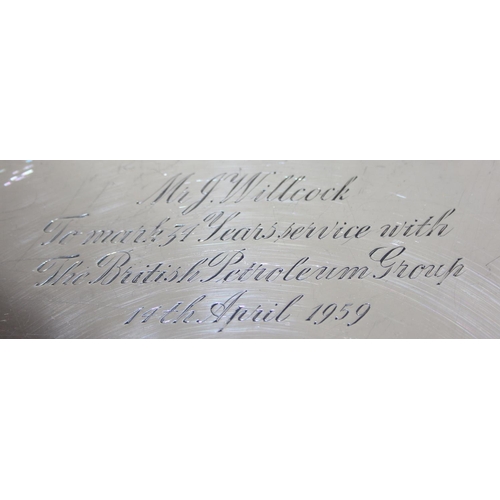 Mr J. Willcock
To mark 31 Years service with
The British Petroleum Group
14th April 1959